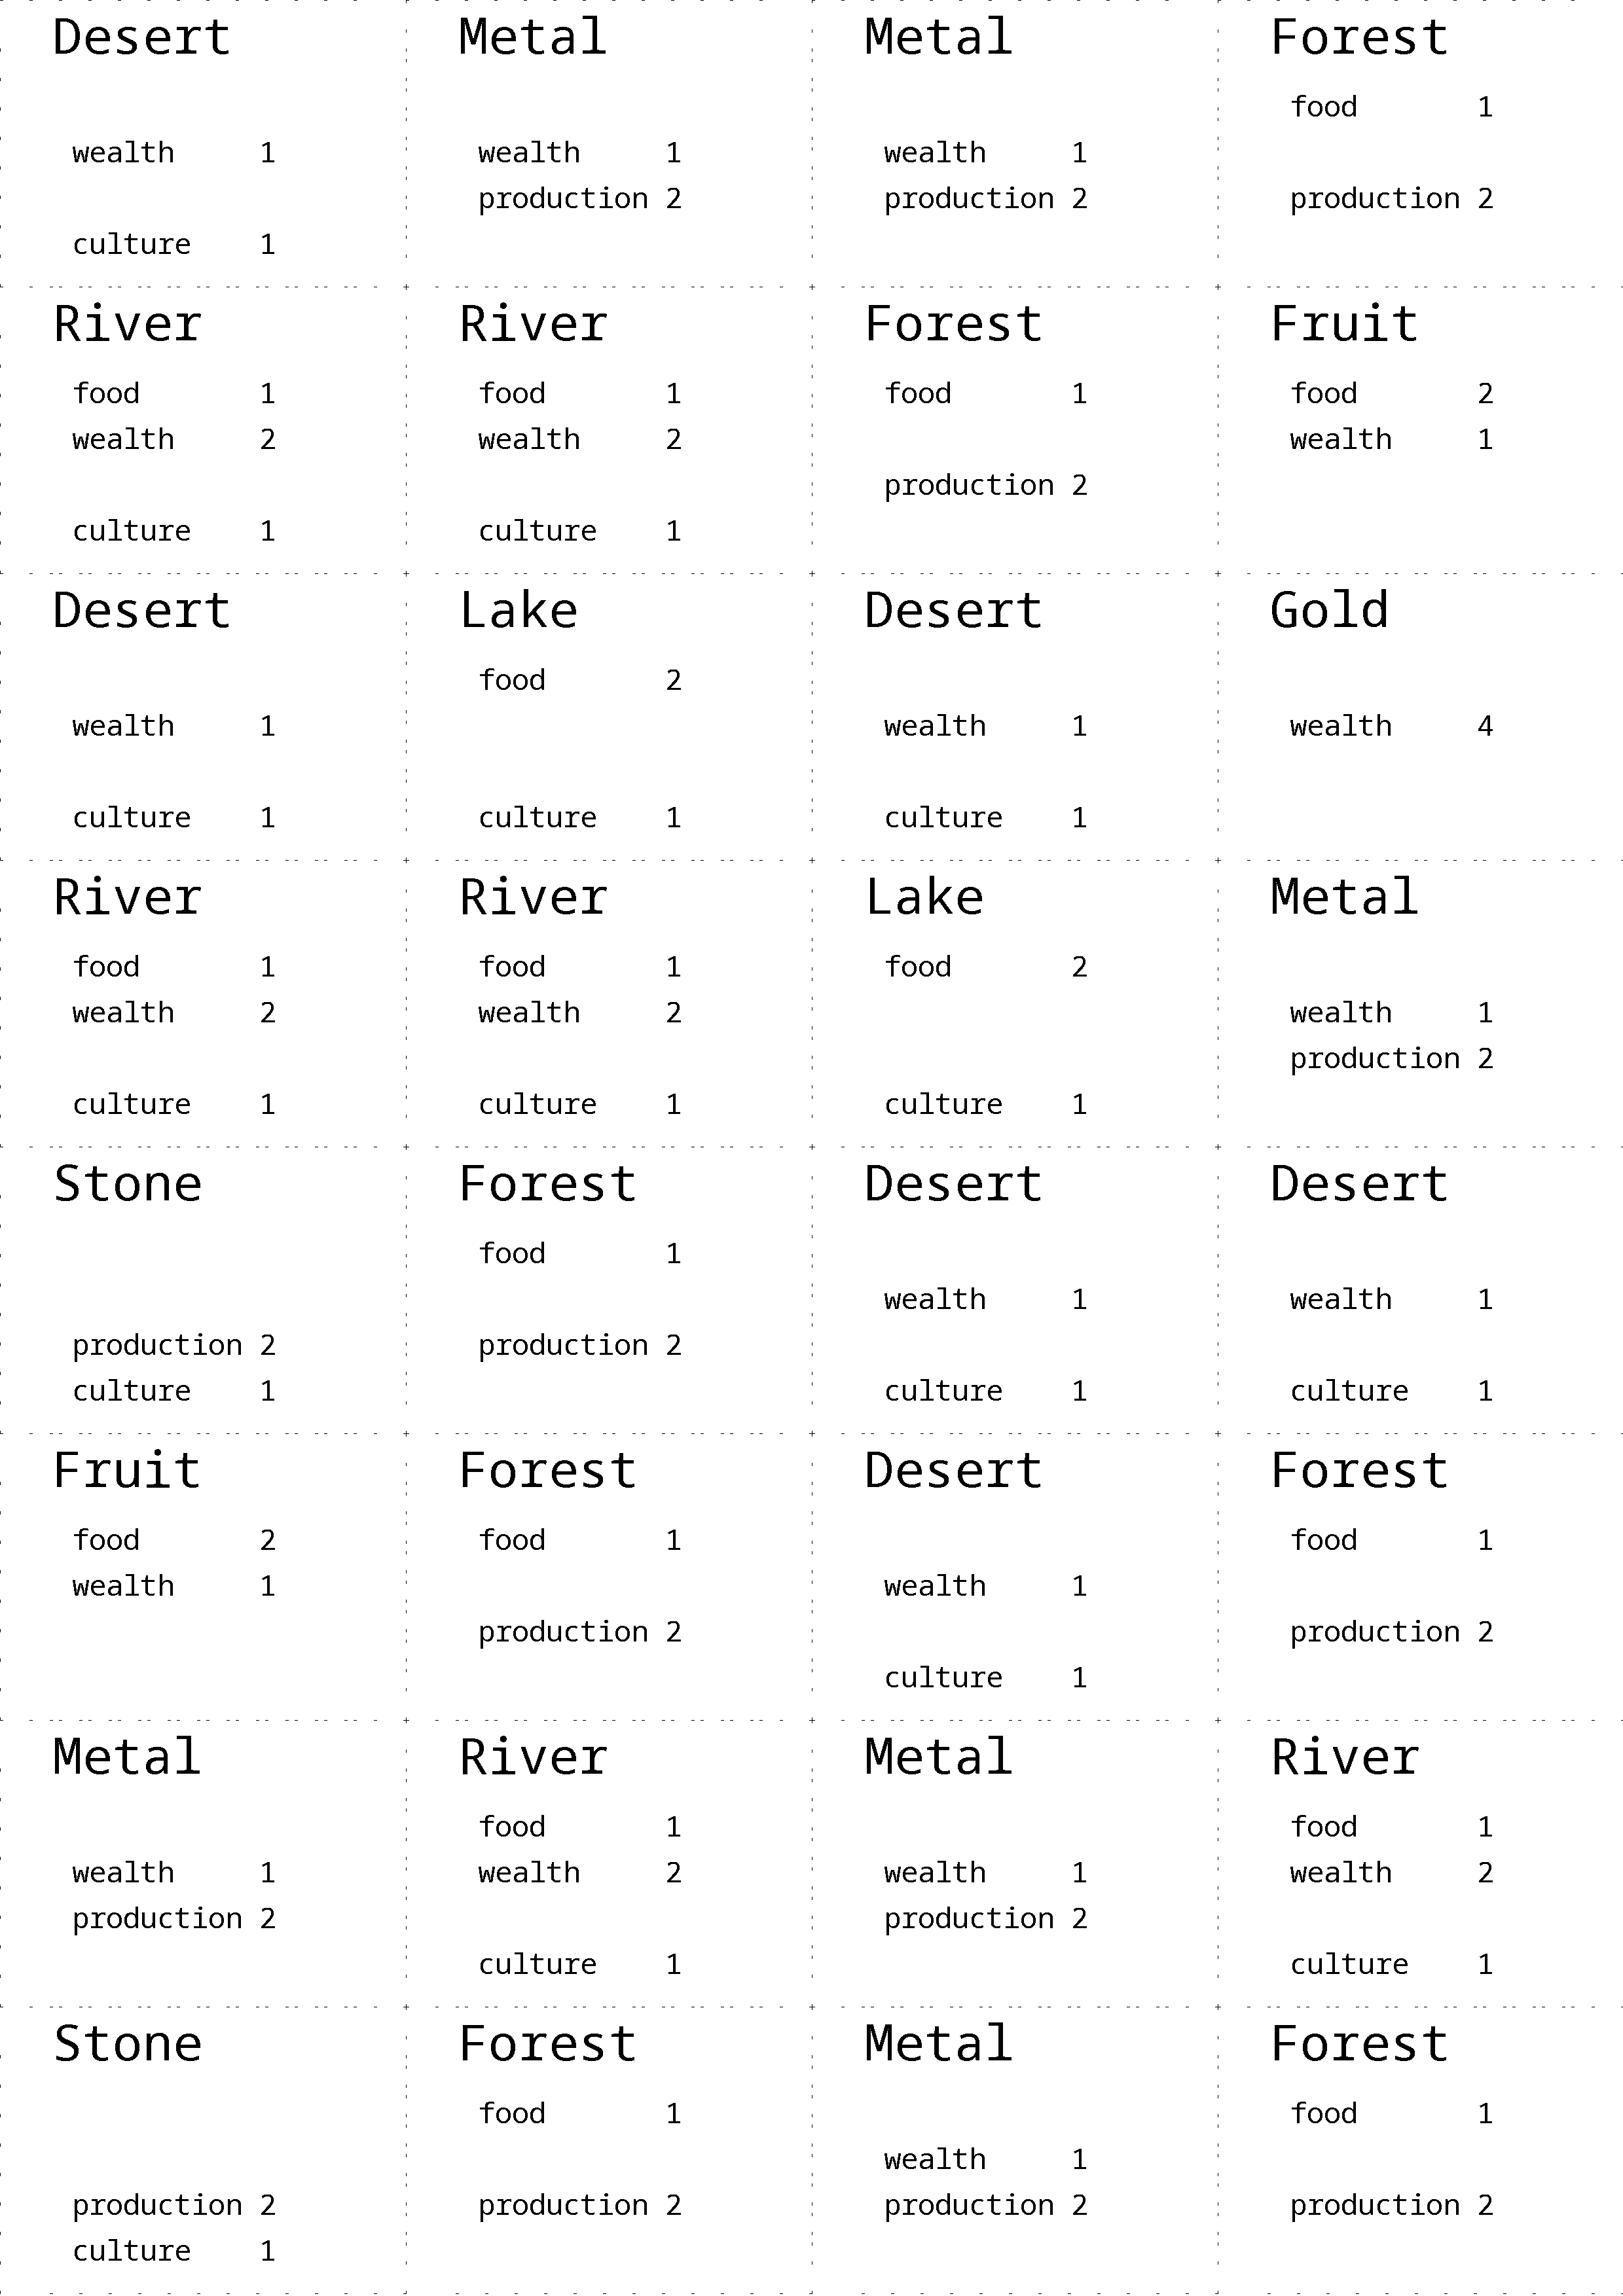 Desert
wealth 1
culture 1
Metal
wealth 1
production 2
Metal
wealth 1
production 2
Forest
food 1
production 2
River
food 1
wealth 2
culture 1
River
food 1
wealth 2
culture 1
Forest
food 1
production 2
Fruit
food 2
wealth 1
Desert
wealth 1
culture 1
Lake
food 2
culture 1
Desert
wealth 1
culture 1
Gold
wealth 4
River
food 1
wealth 2
culture 1
River
food 1
wealth 2
culture 1
Lake
food 2
culture 1
Metal
wealth 1
production 2
Stone
production 2
culture 1
Forest
food 1
production 2
Desert
wealth 1
culture 1
Desert
wealth 1
culture 1
Fruit
food 2
wealth 1
Forest
food 1
production 2
Desert
wealth 1
culture 1
Forest
food 1
production 2
Metal
wealth 1
production 2
River
food 1
wealth 2
culture 1
Metal
wealth 1
production 2
River
food 1
wealth 2
culture 1
Stone
production 2
culture 1
Forest
food 1
production 2
Metal
wealth 1
production 2
Forest
food 1
production 2